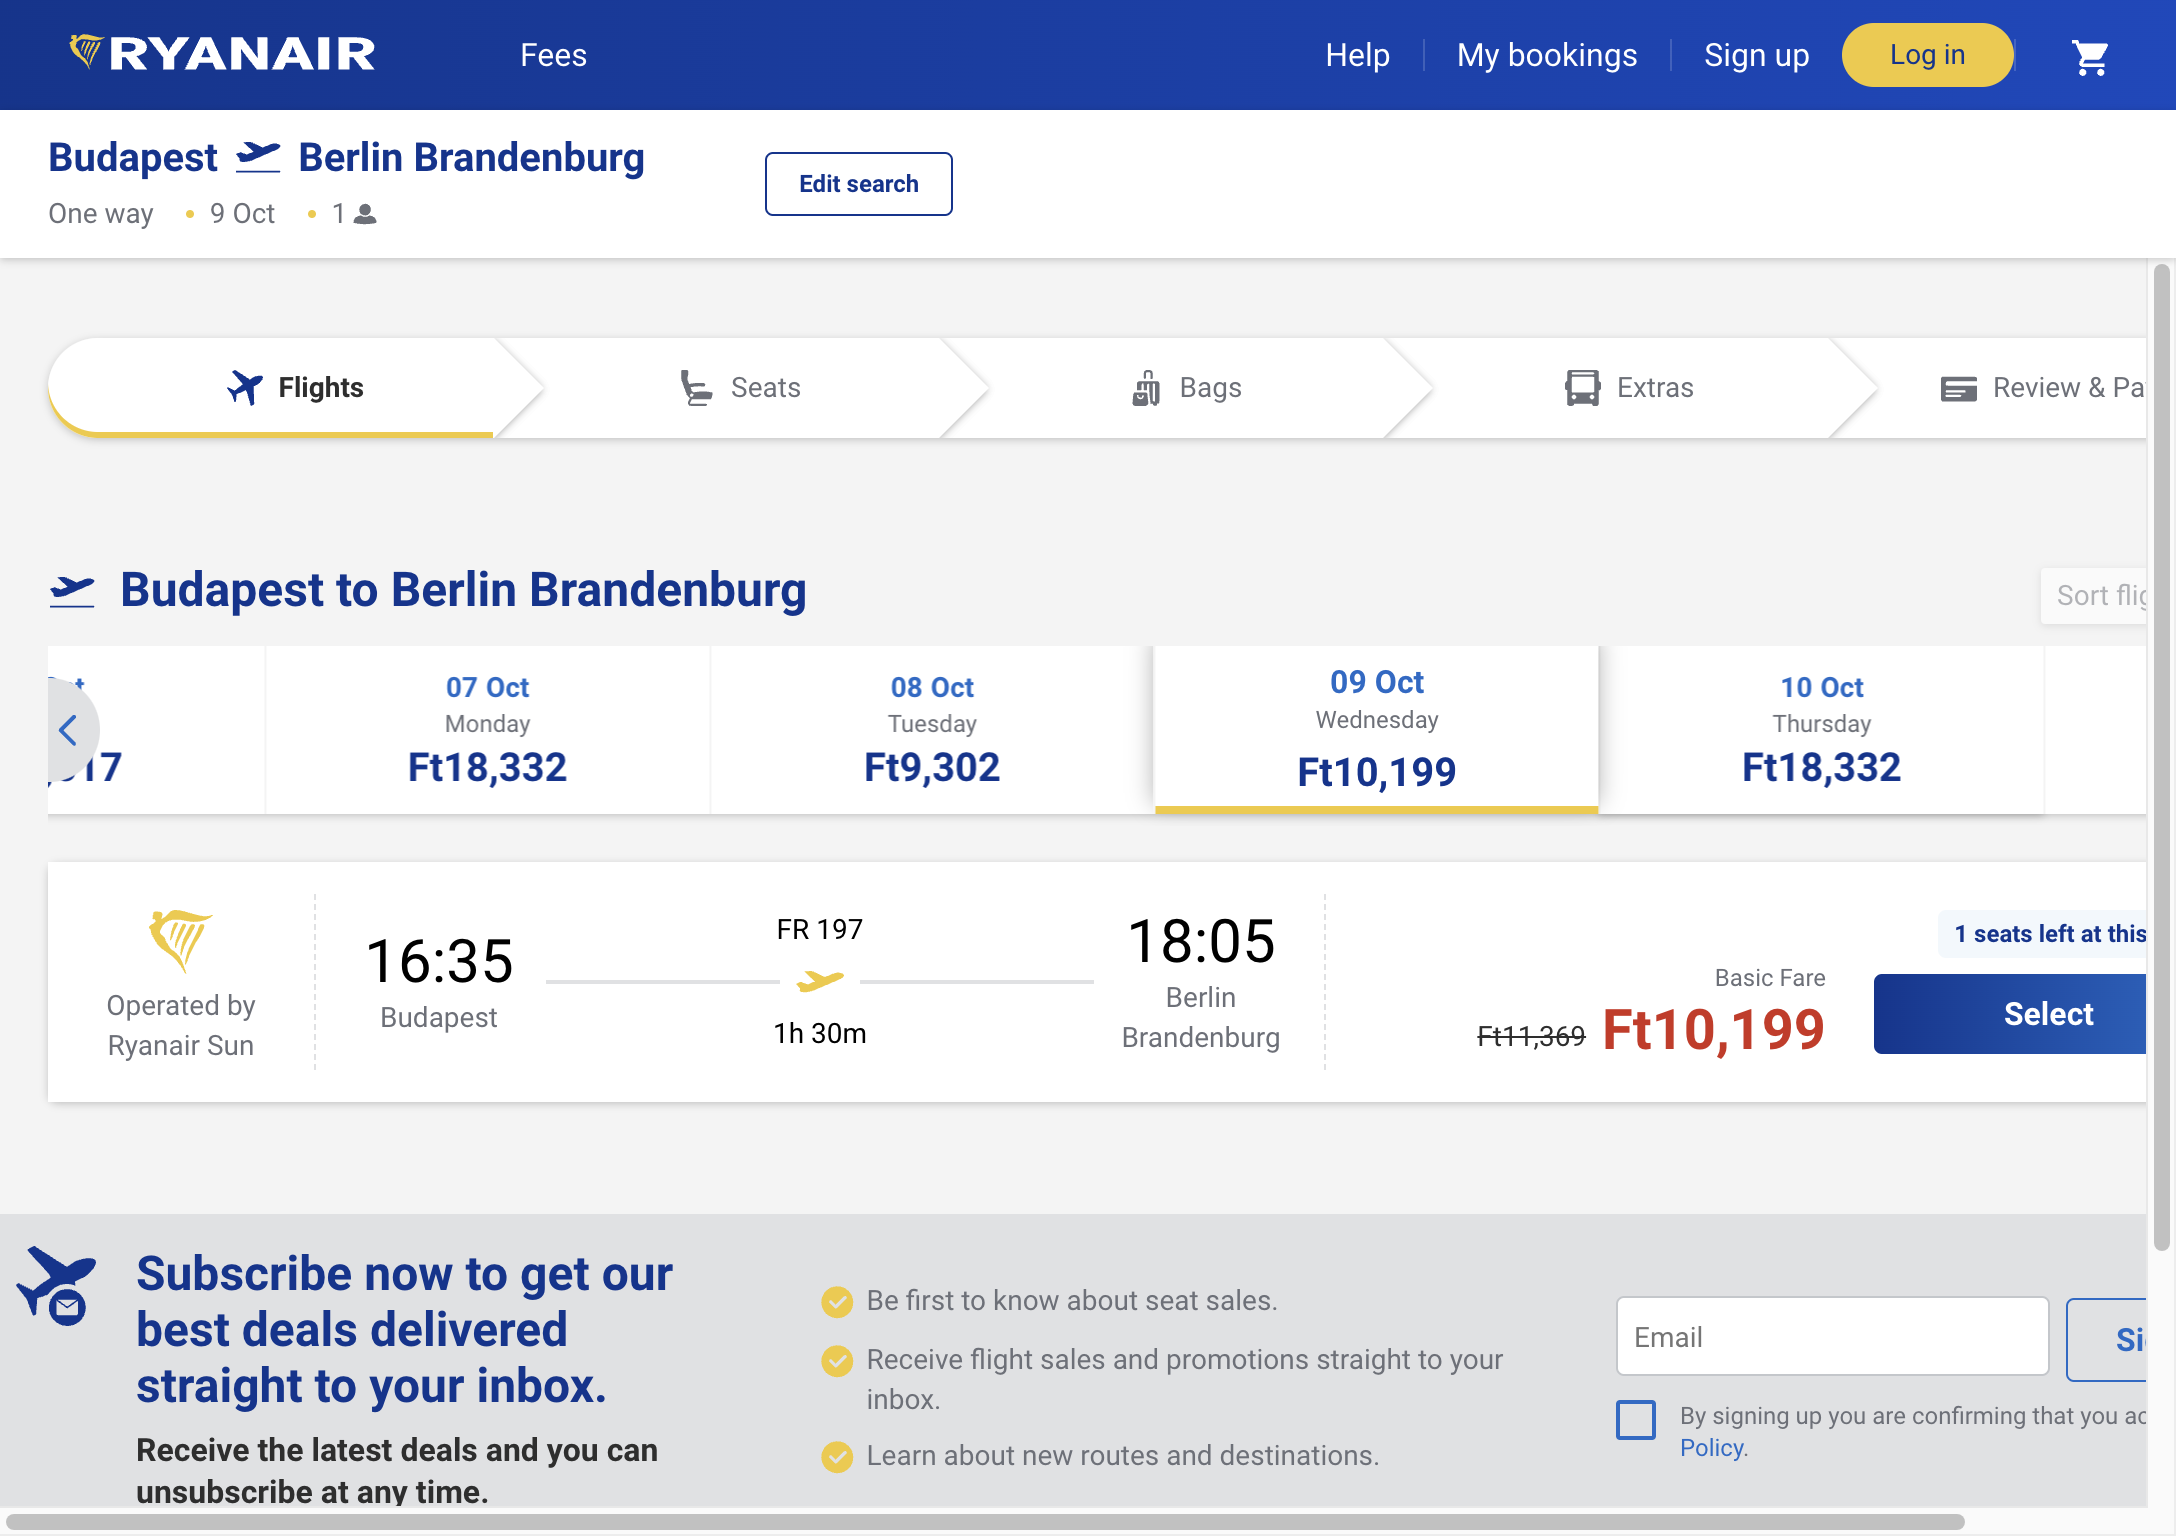 RYANAIR
Fees
Help
My bookings
Sign up
Log in
Budapest Berlin Brandenburg
One way • 9 Oct • 1
Edit search
Flights
Seats
Bags
Extras
Review & Pa
Budapest to Berlin Brandenburg
Sort flig
17
07 Oct
Monday
Ft18,332
08 Oct
Tuesday
Ft9,302
09 Oct
Wednesday
Ft10,199
10 Oct
Thursday
Ft18,332
Operated by
Ryanair Sun
16:35
Budapest
FR 197
1h 30m
18:05
Berlin
Brandenburg
Basic Fare
Ft11,369 Ft10,199
1 seats left at this
Select
Subscribe now to get our
best deals delivered
straight to your inbox.
Receive the latest deals and you can
unsubscribe at any time.
Be first to know about seat sales.
Receive flight sales and promotions straight to your
inbox.
Learn about new routes and destinations.
Email
Si
By signing up you are confirming that you ac
Policy.